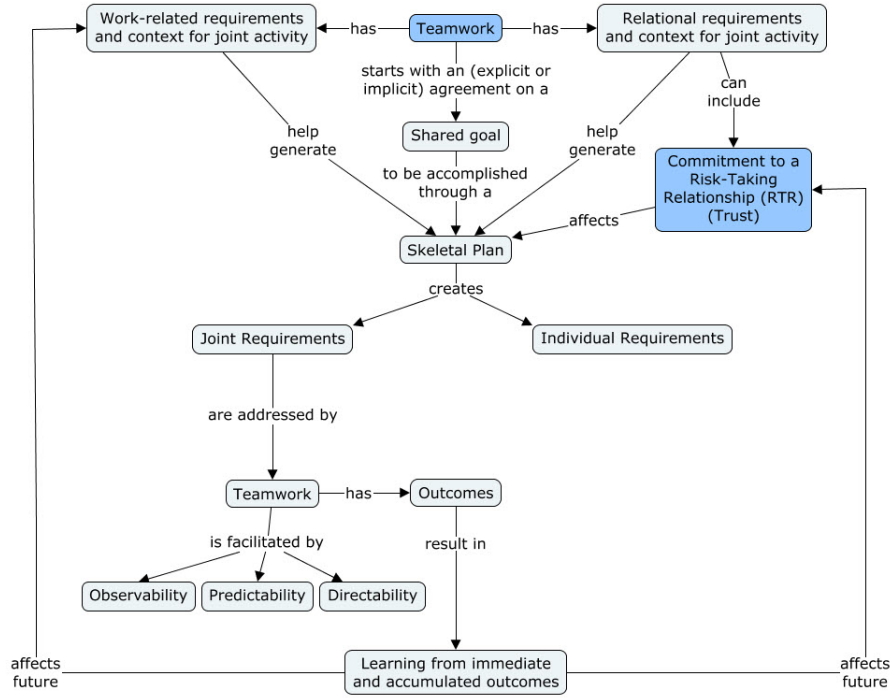 Work-related requirements
and context for joint activity
has
Teamwork
has
Relational requirements
and context for joint activity
starts with an (explicit or
implicit) agreement on a
can
include
help
generate
Shared goal
help
generate
to be accomplished
through a
Commitment to a
Risk-Taking
Relationship (RTR)
(Trust)
affects
Skeletal Plan
creates
Joint Requirements
Individual Requirements
are addressed by
Teamwork
has
Outcomes
is facilitated by
result in
Observability
Predictability
Directability
affects
future
Learning from immediate
and accumulated outcomes
affects
future